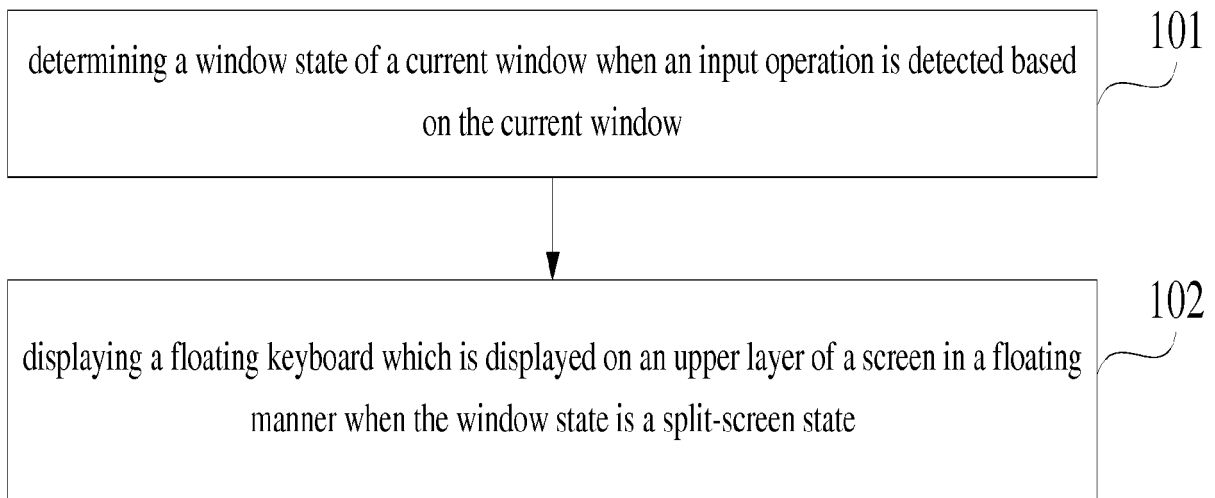 101
determining a window state of a current window when an input operation is detected based
on the current window
102
displaying a floating keyboard which is displayed on an upper layer of a screen in a floating
manner when the window state is a split-screen state